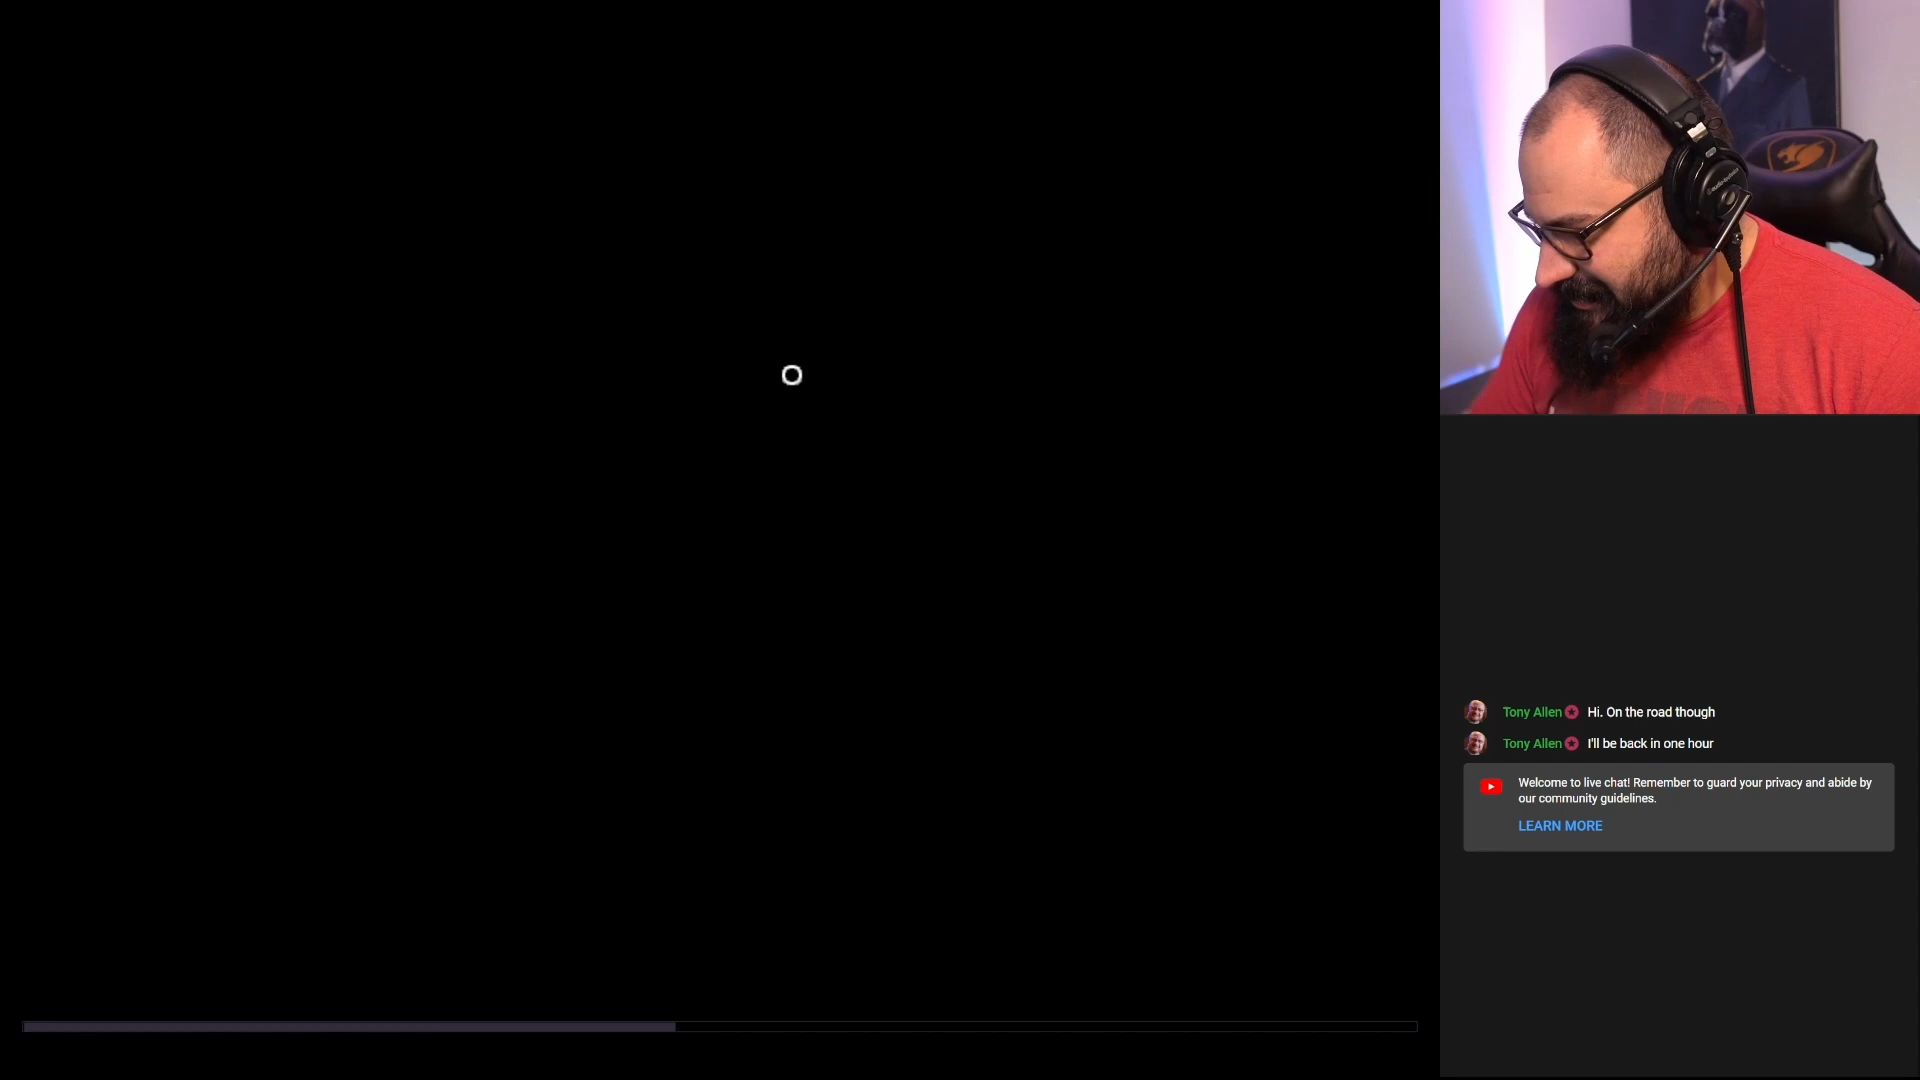 Tony Allen Hi. On the road though
Tony Allen I'll be back in one hour
Welcome to live chat! Remember to guard your privacy and abide by
our community guidelines.
LEARN MORE